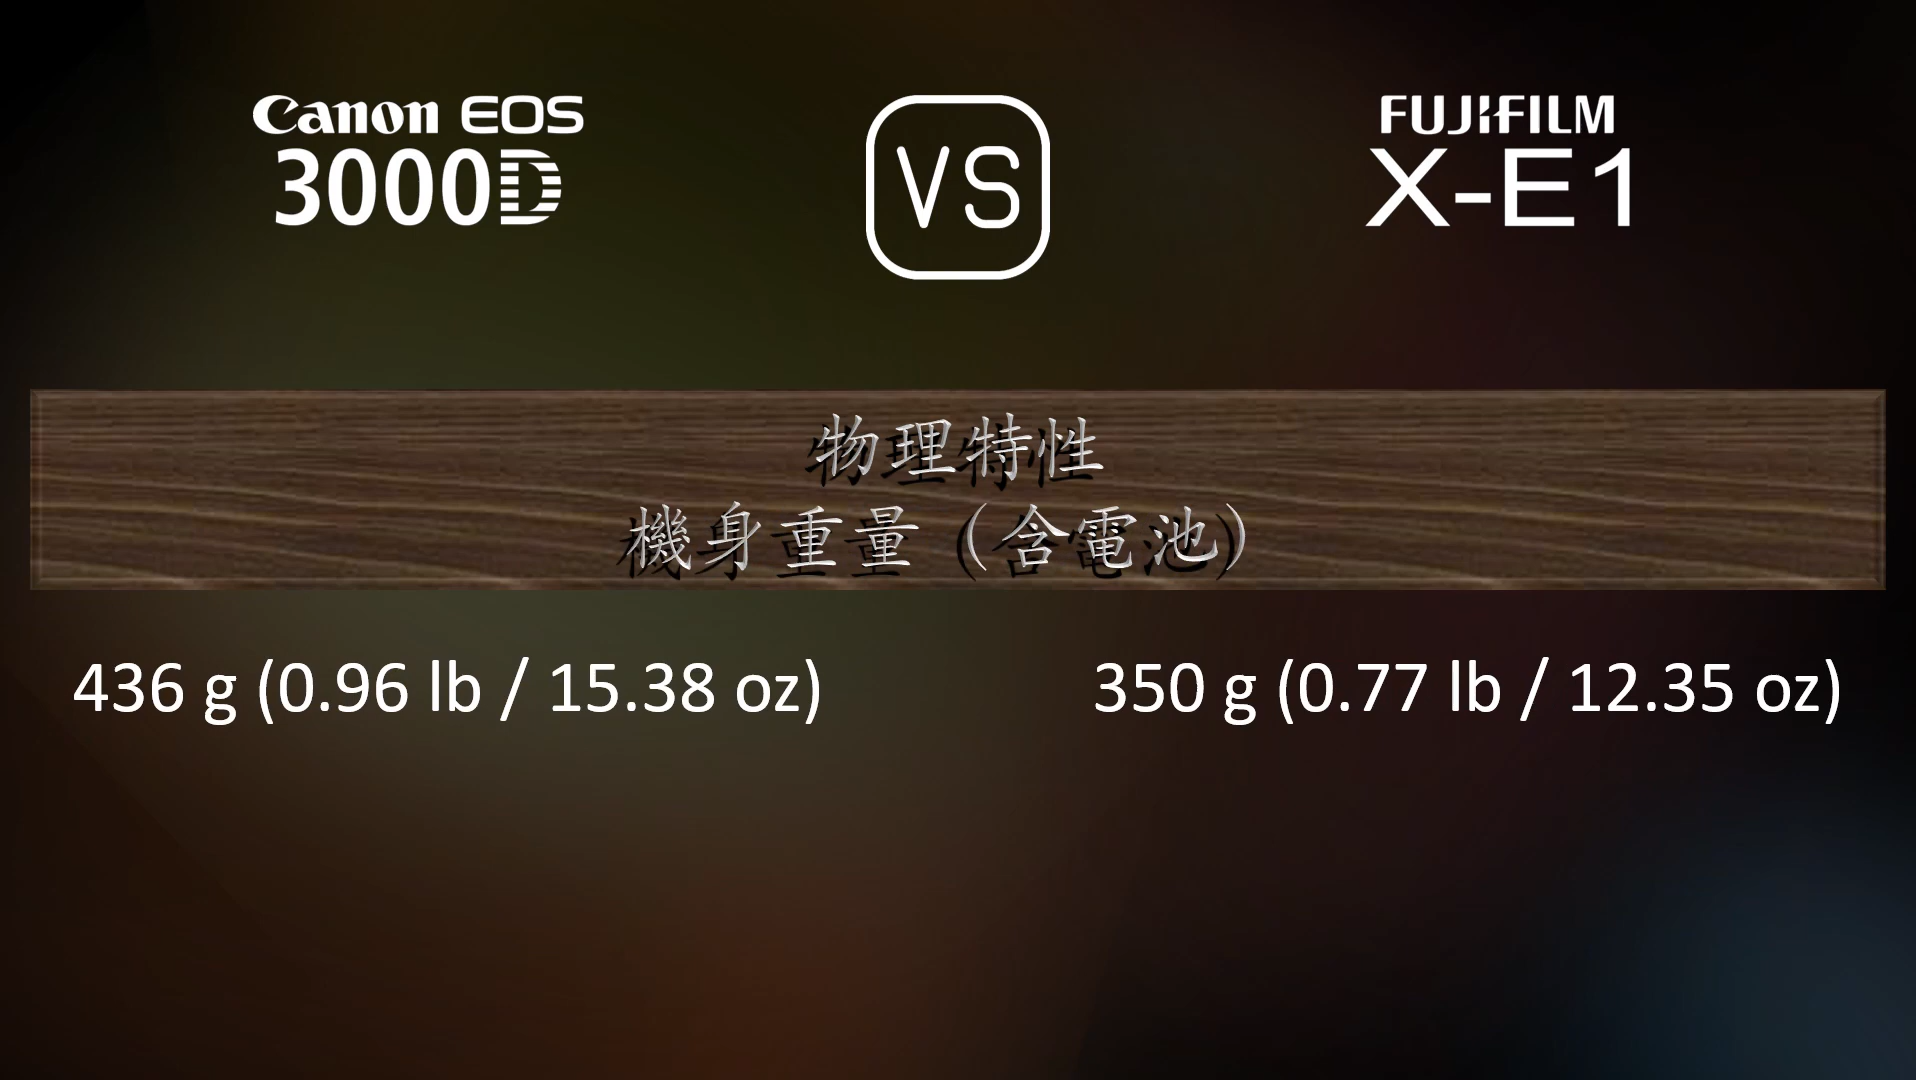 Canon EOS
3000D
VS
FUJIFILM
X-E1
物理特性
機身重量（含電池）
436 g (0.96 lb / 15.38 oz)
350 g (0.77 lb / 12.35 oz)